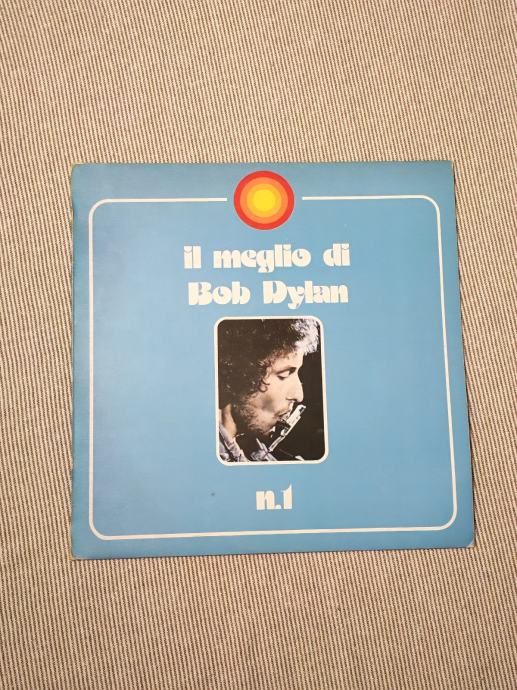 il meglio di
Bob Dylan
n.1